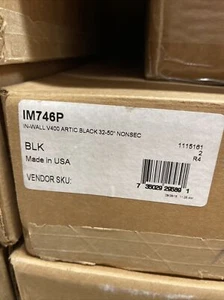 IM746P
IN-WALL V400 ARTIC BLACK 32-50" NONSEC
BLK
Made in USA
VENDOR SKU:
1115161
2
R4